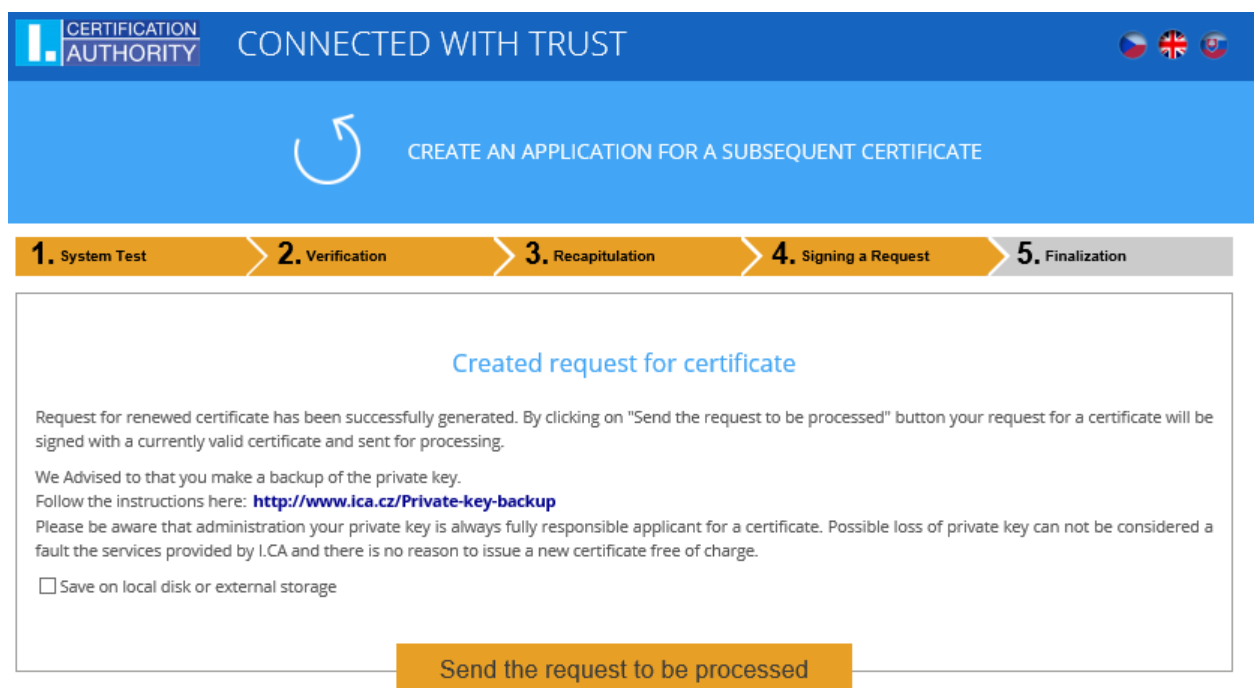 I. CERTIFICATION
AUTHORITY
CONNECTED WITH TRUST
CREATE AN APPLICATION FOR A SUBSEQUENT CERTIFICATE
1. System Test
2. Verification
3. Recapitulation
4. Signing a Request
5. Finalization
Created request for certificate
Request for renewed certificate has been successfully generated. By clicking on "Send the request to be processed" button your request for a certificate will be
signed with a currently valid certificate and sent for processing.
We Advised to that you make a backup of the private key.
Follow the instructions here: http://www.ica.cz/Private-key-backup
Please be aware that administration your private key is always fully responsible applicant for a certificate. Possible loss of private key can not be considered a
fault the services provided by I.CA and there is no reason to issue a new certificate free of charge.
Save on local disk or external storage
Send the request to be processed